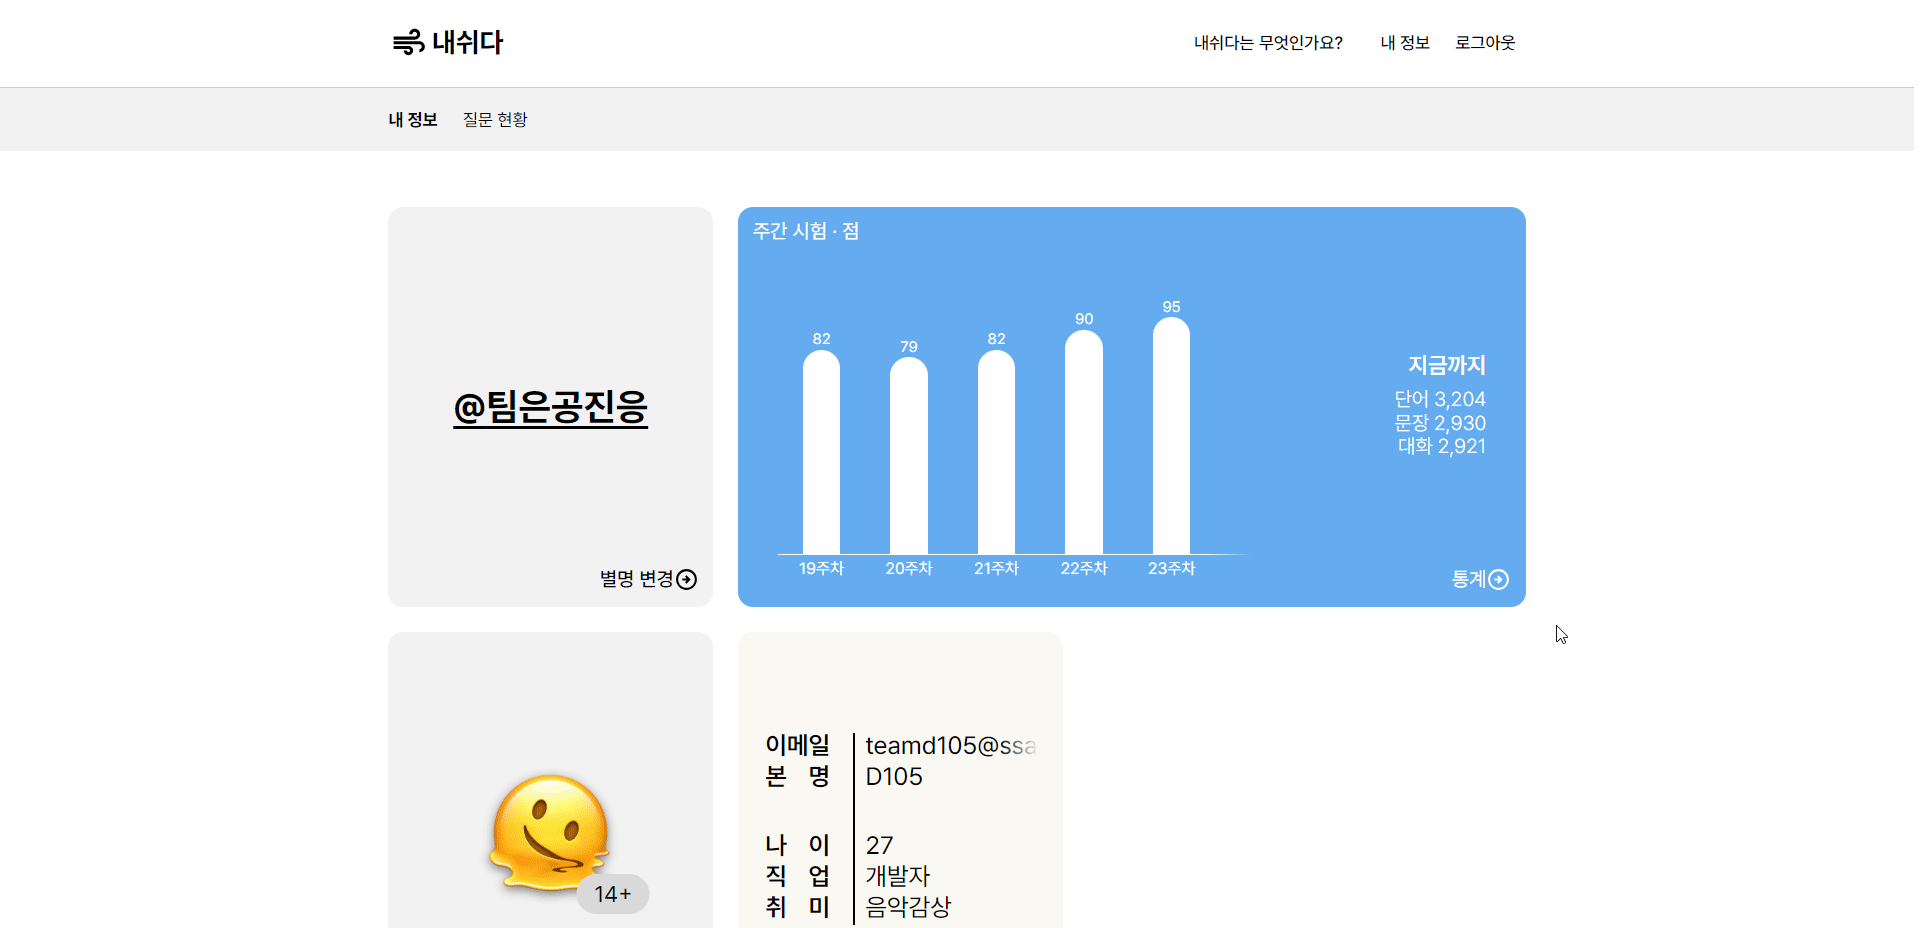 내쉬다
내쉬다는 무엇인가요? 내 정보 로그아웃
내 정보 질문 현황
@팀은공진응
별명 변경
주간 시험 · 점
82 79 82 90 95
19주차 20주차 21주차 22주차 23주차
지금까지
단어 3,204
문장 2,930
대화 2,921
통계
14+
이메일 teamd105@ssa
본 명 D105
나 이 27
직 업 개발자
취 미 음악감상